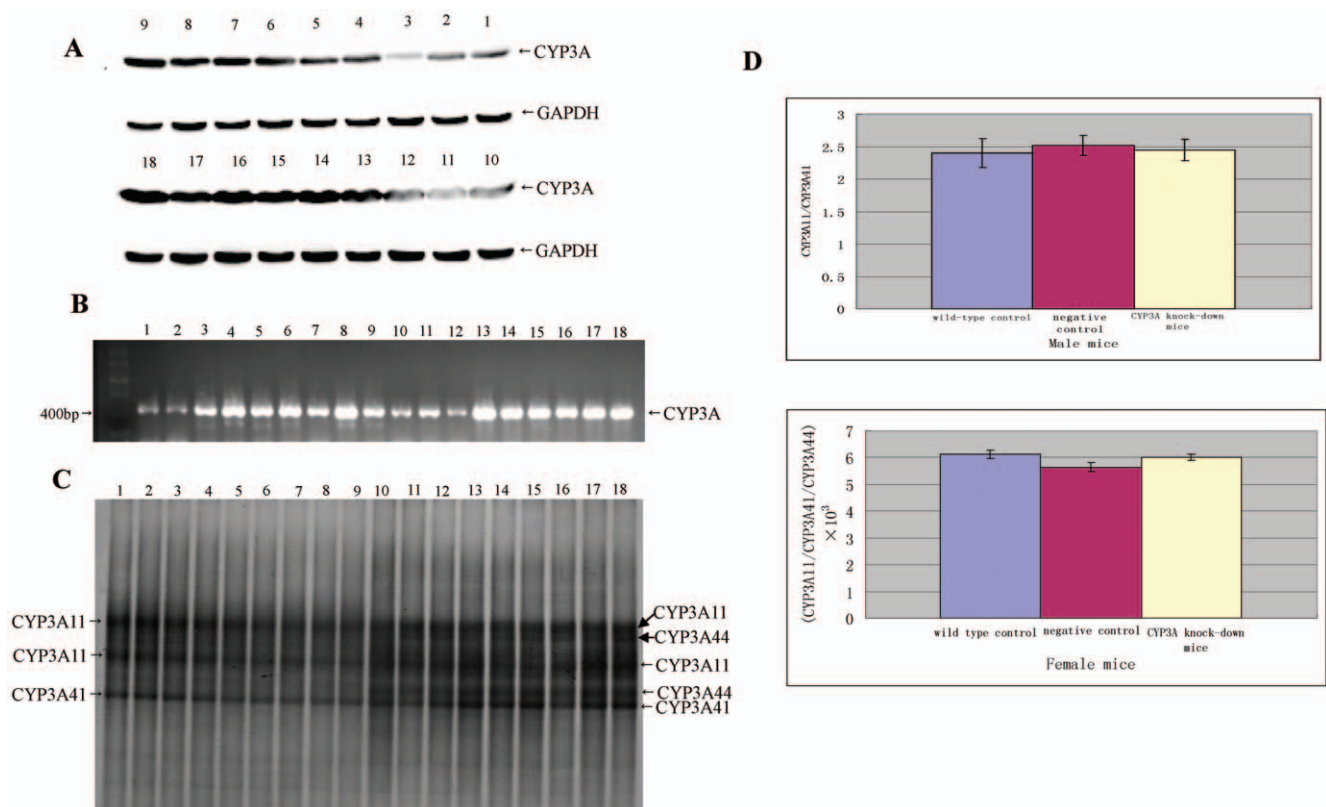 A
9 8 7 6 5 4 3 2 1
←CYP3A
←GAPDH
18 17 16 15 14 13 12 11 10
←CYP3A
←GAPDH
B
1 2 3 4 5 6 7 8 9 10 11 12 13 14 15 16 17 18
400bp→
←CYP3A
C
1 2 3 4 5 6 7 8 9 10 11 12 13 14 15 16 17 18
CYP3A11→
CYP3A11→
CYP3A41→
CYP3A11
CYP3A44
←CYP3A11
←CYP3A44
←CYP3A41
D
CYP3A11/CYP3A41
3
2.5
2
1.5
1
0.5
0
wild-type control
negative control
CYP3A knock-down mice
Male mice
(CYP3A11/CYP3A41/CYP3A44)
×10³
7
6
5
4
3
2
1
0
wild type control
negative control
CYP3A knock-down mice
Female mice